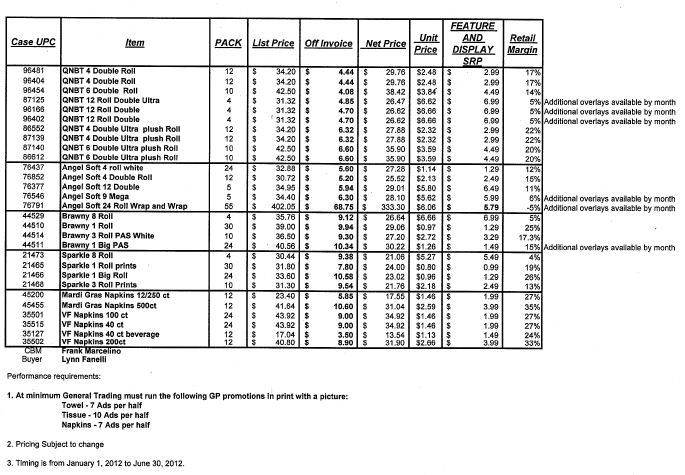 FEATURE
Unit AND Retail
Case UPC Item PACK List Price Off Invoice Net Price Price DISPLAY Margin
SRP
96481 QNBT 4 Double Roll 12 $ 34.20 $ 4.44 $ 29.76 $2.48 $ 2.99 17%
96404 QNBT 4 Double Roll 12 $ 34.20 $ 4.44 $ 29.76 $2.48 $ 2.99 17%
96454 QNBT 6 Double Roll 10 $ 42.50 $ 4.08 $ 38.42 $3.84 $ 4.49 14%
87125 QNBT 12 Roll Double Ultra 4 $ 31.32 $ 4.85 $ 26.47 $6.62 $ 6.99 5% Additional overlays available by month
96166 QNBT 12 Roll Double 4 $ 31.32 $ 4.70 $ 26.62 $6.66 $ 6.99 5% Additional overlays available by month
96402 QNBT 12 Roll Double 4 $ 31.32 $ 4.70 $ 26.62 $6.66 $ 6.99 5% Additional overlays available by month
86552 QNBT 4 Double Ultra plush Roll 12 $ 34.20 $ 6.32 $ 27.88 $2.32 $ 2.99 22%
87139 QNBT 4 Double Ultra plush Roll 12 $ 34.20 $ 6.32 $ 27.88 $2.32 $ 2.99 22%
87140 QNBT 6 Double Ultra plush Roll 10 $ 42.50 $ 6.60 $ 35.90 $3.59 $ 4.49 20%
86612 QNBT 6 Double Ultra plush Roll 10 $ 42.50 $ 6.60 $ 35.90 $3.59 $ 4.49 20%
76437 Angel Soft 4 roll white 24 $ 32.88 $ 5.60 $ 27.28 $1.14 $ 1.29 12%
76852 Angel Soft 4 Double Roll 12 $ 30.72 $ 5.20 $ 25.52 $2.13 $ 2.49 15%
76377 Angel Soft 12 Double 5 $ 34.95 $ 5.94 $ 29.01 $5.80 $ 6.49 11%
76546 Angel Soft 9 Mega 5 $ 34.40 $ 6.30 $ 28.10 $5.62 $ 5.99 6% Additional overlays available by month
76791 Angel Soft 24 Roll Wrap and Wrap 55 $ 402.05 $ 68.75 $ 333.30 $6.06 $ 5.79 -5% Additional overlays available by month
44529 Brawny 8 Roll 4 $ 35.76 $ 9.12 $ 26.64 $6.66 $ 6.99 5%
44510 Brawny 1 Roll 30 $ 39.00 $ 9.94 $ 29.06 $0.97 $ 1.29 25%
44514 Brawny 3 Roll PAS White 10 $ 36.50 $ 9.30 $ 27.20 $2.72 $ 3.29 17.3%
44511 Brawny 1 Big PAS 24 $ 40.56 $ 10.34 $ 30.22 $1.26 $ 1.49 15% Additional overlays available by month
21473 Sparkle 8 Roll 4 $ 30.44 $ 9.38 $ 21.06 $5.27 $ 5.49 4%
21465 Sparkle 1 Roll prints 30 $ 31.80 $ 7.80 $ 24.00 $0.80 $ 0.99 19%
21466 Sparkle 1 Big Roll 24 $ 33.60 $ 10.58 $ 23.02 $0.96 $ 1.29 26%
21468 Sparkle 3 Roll Prints 10 $ 31.30 $ 9.54 $ 21.76 $2.18 $ 2.49 13%
45200 Mardi Gras Napkins 12/250 ct 12 $ 23.40 $ 5.85 $ 17.55 $1.46 $ 1.99 27%
45455 Mardi Gras Napkins 500ct 12 $ 41.64 $ 10.60 $ 31.04 $2.59 $ 3.99 35%
35501 VF Napkins 100 ct 24 $ 43.92 $ 9.00 $ 34.92 $1.46 $ 1.99 27%
35515 VF Napkins 40 ct 24 $ 43.92 $ 9.00 $ 34.92 $1.46 $ 1.99 27%
35127 VF Napkins 40 ct beverage 12 $ 17.04 $ 3.50 $ 13.54 $1.13 $ 1.49 24%
35502 VF Napkins 200ct 12 $ 40.80 $ 8.90 $ 31.90 $2.66 $ 3.99 33%
CBM Frank Marcelino
Buyer Lynn Fanelli
Performance requirements:
1. At minimum General Trading must run the following GP promotions in print with a picture:
Towel - 7 Ads per half
Tissue - 10 Ads per half
Napkins - 7 Ads per half
2. Pricing Subject to change
3. Timing is from January 1, 2012 to June 30, 2012.